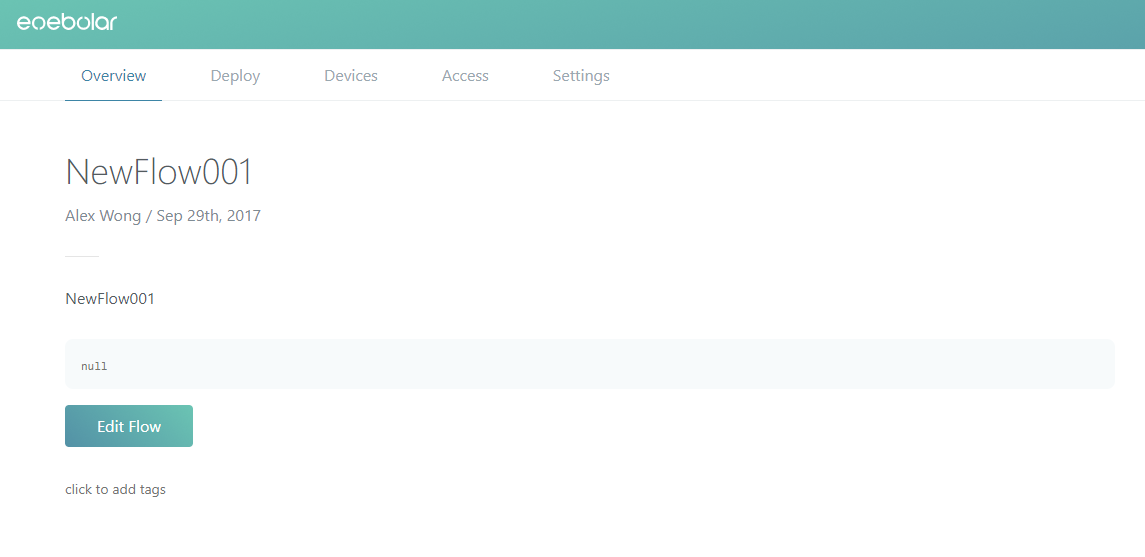 eoebolar
Overview Deploy Devices Access Settings
NewFlow001
Alex Wong / Sep 29th, 2017
NewFlow001
null
Edit Flow
click to add tags